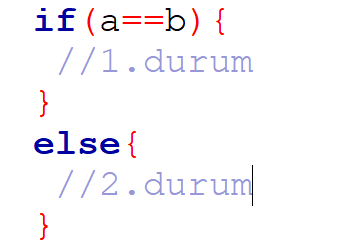 if(a==b){
//1.durum
}
else{
//2.durum
}